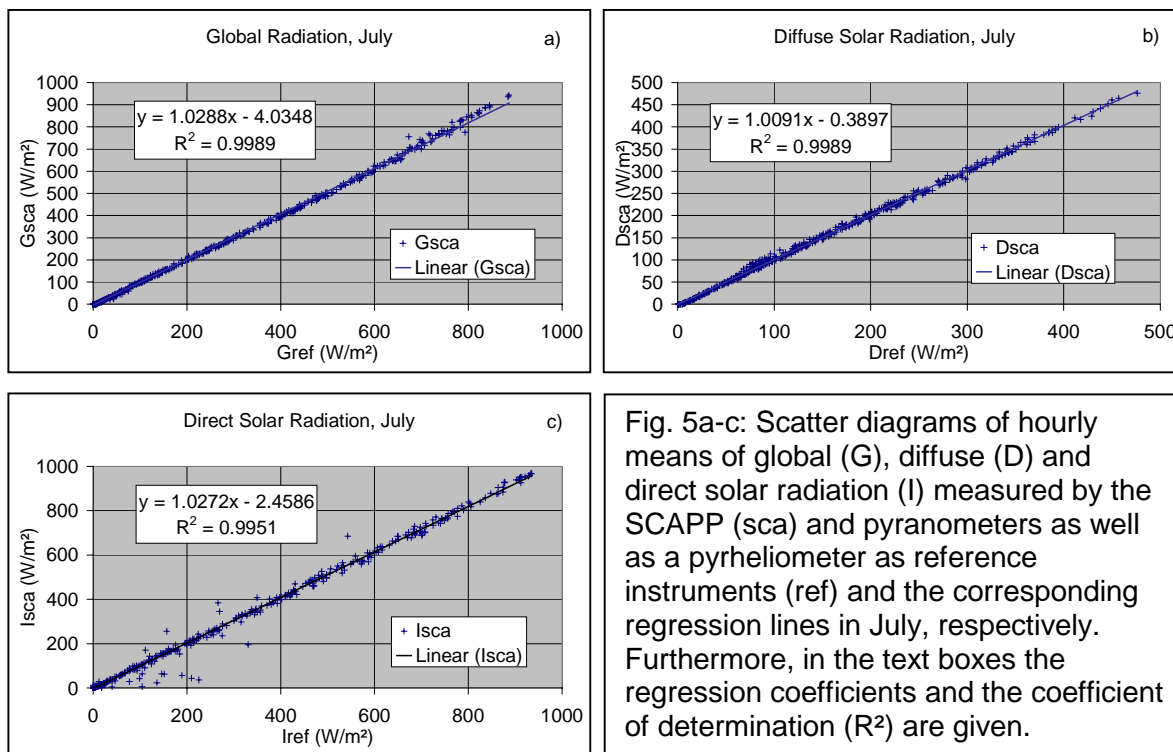 Global Radiation, July
a)
1000
900
800
700
600
500
400
300
200
100
0
Gsca (W/m²)
y = 1.0288x - 4.0348
R² = 0.9989
Gsca
Linear (Gsca)
0 200 400 600 800 1000
Gref (W/m²)
Diffuse Solar Radiation, July
b)
500
450
400
350
300
250
200
150
100
50
0
Dsca (W/m²)
y = 1.0091x - 0.3897
R² = 0.9989
Dsca
Linear (Dsca)
0 100 200 300 400 500
Dref (W/m²)
Direct Solar Radiation, July
c)
1000
800
600
400
200
0
Isca (W/m²)
y = 1.0272x - 2.4586
R² = 0.9951
Isca
Linear (Isca)
0 200 400 600 800 1000
Iref (W/m²)
Fig. 5a-c: Scatter diagrams of hourly
means of global (G), diffuse (D) and
direct solar radiation (I) measured by the
SCAPP (sca) and pyranometers as well
as a pyrheliometer as reference
instruments (ref) and the corresponding
regression lines in July, respectively.
Furthermore, in the text boxes the
regression coefficients and the coefficient
of determination (R²) are given.